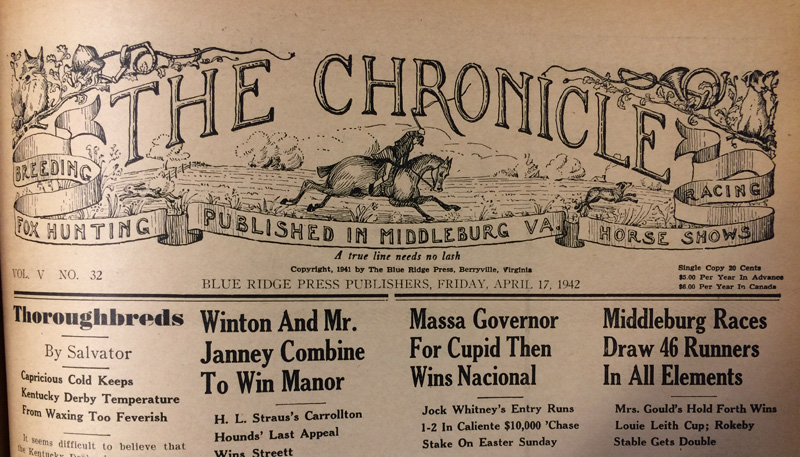 THE CHRONICLE
BREEDING
RACING
FOX HUNTING
PUBLISHED IN MIDDLEBURG VA.
HORSE SHOWS
A true line needs no lash
VOL. V NO. 32
Copyright, 1941 by The Blue Ridge Press, Berryville, Virginia
BLUE RIDGE PRESS PUBLISHERS, FRIDAY, APRIL 17, 1942
Single Copy 20 Cents
$5.00 Per Year In Advance
$6.00 Per Year In Canada
Thoroughbreds
By Salvator
Capricious Cold Keeps
Kentucky Derby Temperature
From Waxing Too Feverish
It seems difficult to believe that
the Kentucky
Winton And Mr.
Janney Combine
To Win Manor
H. L. Straus's Carrollton
Hounds' Last Appeal
Wins Streett
Massa Governor
For Cupid Then
Wins Nacional
Jock Whitney's Entry Runs
1-2 In Caliente $10,000 'Chase
Stake On Easter Sunday
Middleburg Races
Draw 46 Runners
In All Elements
Mrs. Gould's Hold Forth Wins
Louie Leith Cup; Rokeby
Stable Gets Double